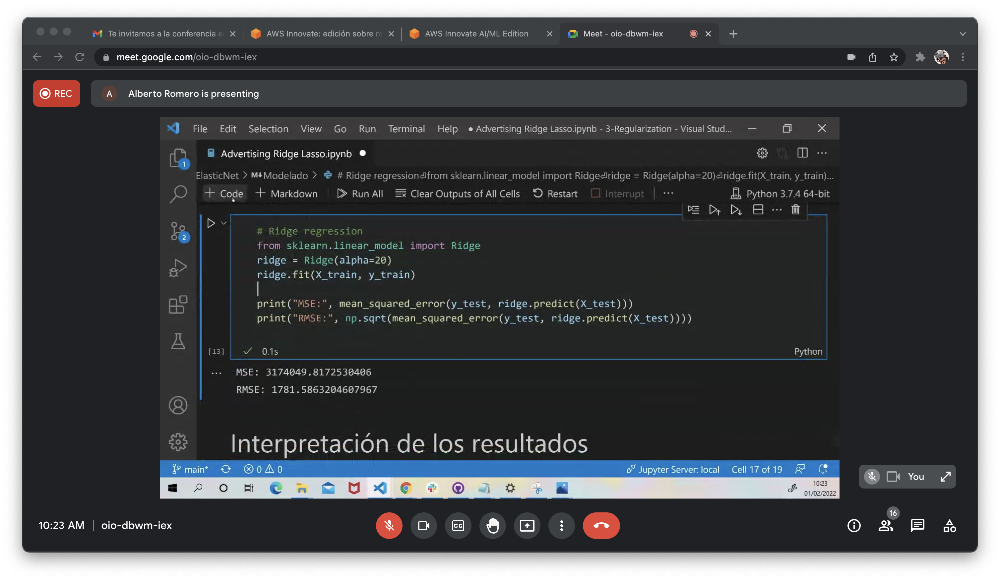 Te invitamos a la conferencia e
AWS Innovate: edición sobre m
AWS Innovate AI/ML Edition
Meet - oio-dbwm-iex
meet.google.com/oio-dbwm-iex
REC
A
Alberto Romero is presenting
File Edit Selection View Go Run Terminal Help ● Advertising Ridge Lasso.ipynb - 3-Regularization - Visual Stud...
1
Advertising Ridge Lasso.ipynb ●
ElasticNet > M↓ Modelado > # Ridge regression⏎from sklearn.linear_model import Ridge⏎ridge = Ridge(alpha=20)⏎ridge.fit(X_train, y_train)...
+ Code + Markdown Run All Clear Outputs of All Cells Restart Interrupt ... Python 3.7.4 64-bit
2
# Ridge regression
from sklearn.linear_model import Ridge
ridge = Ridge(alpha=20)
ridge.fit(X_train, y_train)
print("MSE:", mean_squared_error(y_test, ridge.predict(X_test)))
print("RMSE:", np.sqrt(mean_squared_error(y_test, ridge.predict(X_test))))
[13] ✓ 0.1s Python
... MSE: 3174049.8172530406
RMSE: 1781.5863204607967
Interpretación de los resultados
main* 0 0 Jupyter Server: local Cell 17 of 19
10:23
01/02/2022
You
10:23 AM | oio-dbwm-iex
CC
16